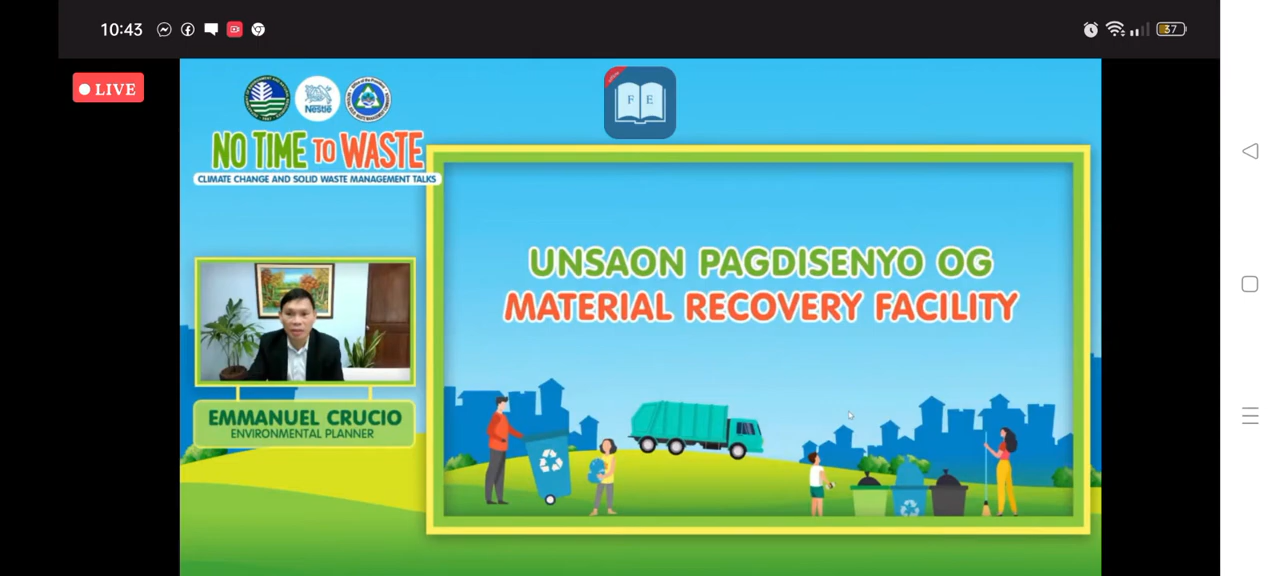 10:43
37
LIVE
Nestlé
F E
NO TIME TO WASTE
CLIMATE CHANGE AND SOLID WASTE MANAGEMENT TALKS
UNSAON PAGDISENYO OG
MATERIAL RECOVERY FACILITY
EMMANUEL CRUCIO
ENVIRONMENTAL PLANNER